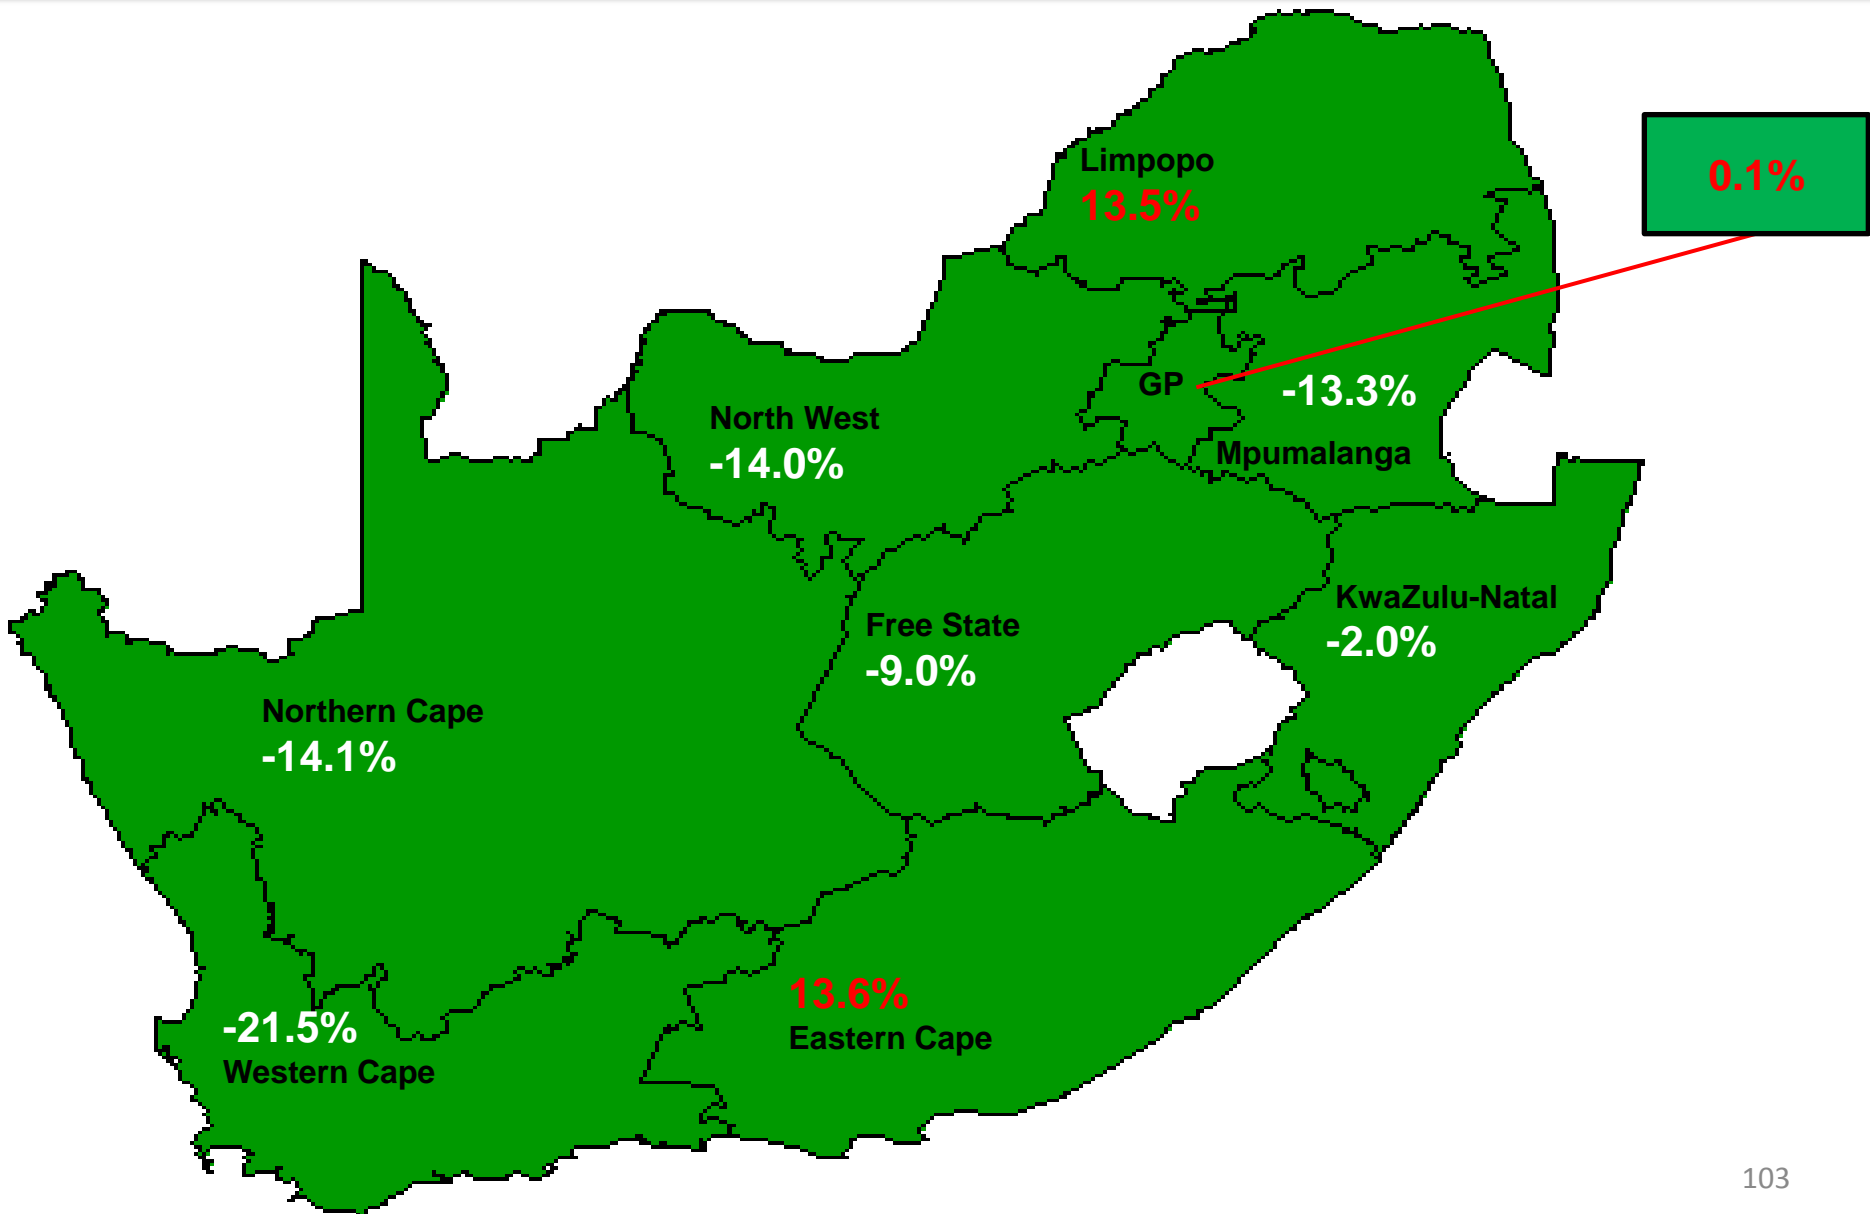 Limpopo
13.5%
0.1%
GP
-13.3%
Mpumalanga
North West
-14.0%
KwaZulu-Natal
-2.0%
Free State
-9.0%
Northern Cape
-14.1%
13.6%
Eastern Cape
-21.5%
Western Cape
103